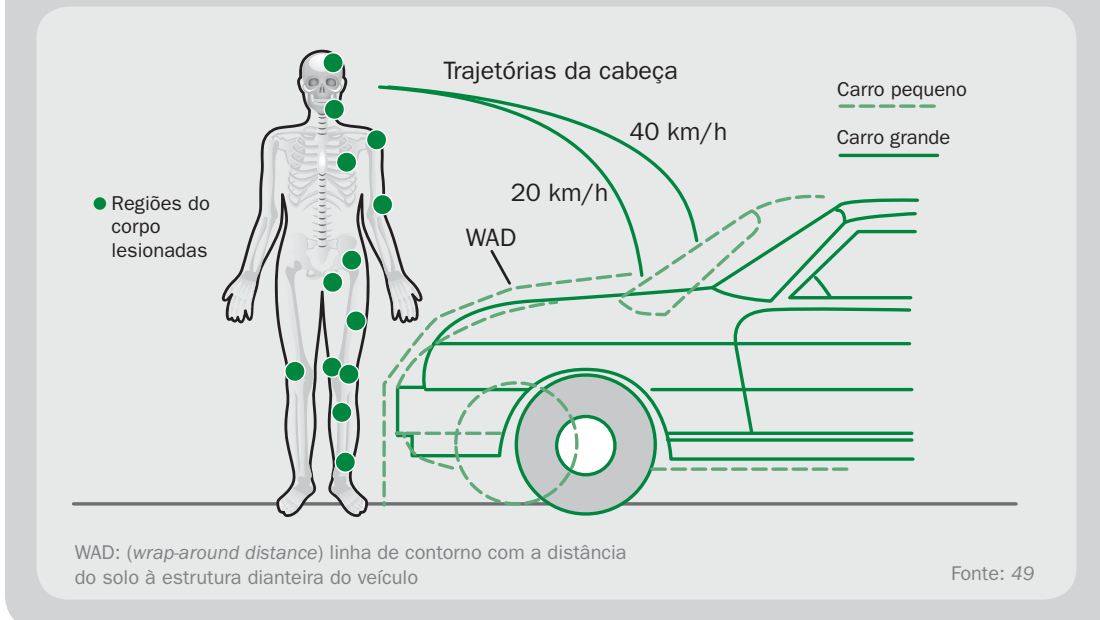 Trajetórias da cabeça
Carro pequeno
Carro grande
40 km/h
20 km/h
Regiões do
corpo
lesionadas
WAD
WAD: (wrap-around distance) linha de contorno com a distância
do solo à estrutura dianteira do veículo
Fonte: 49